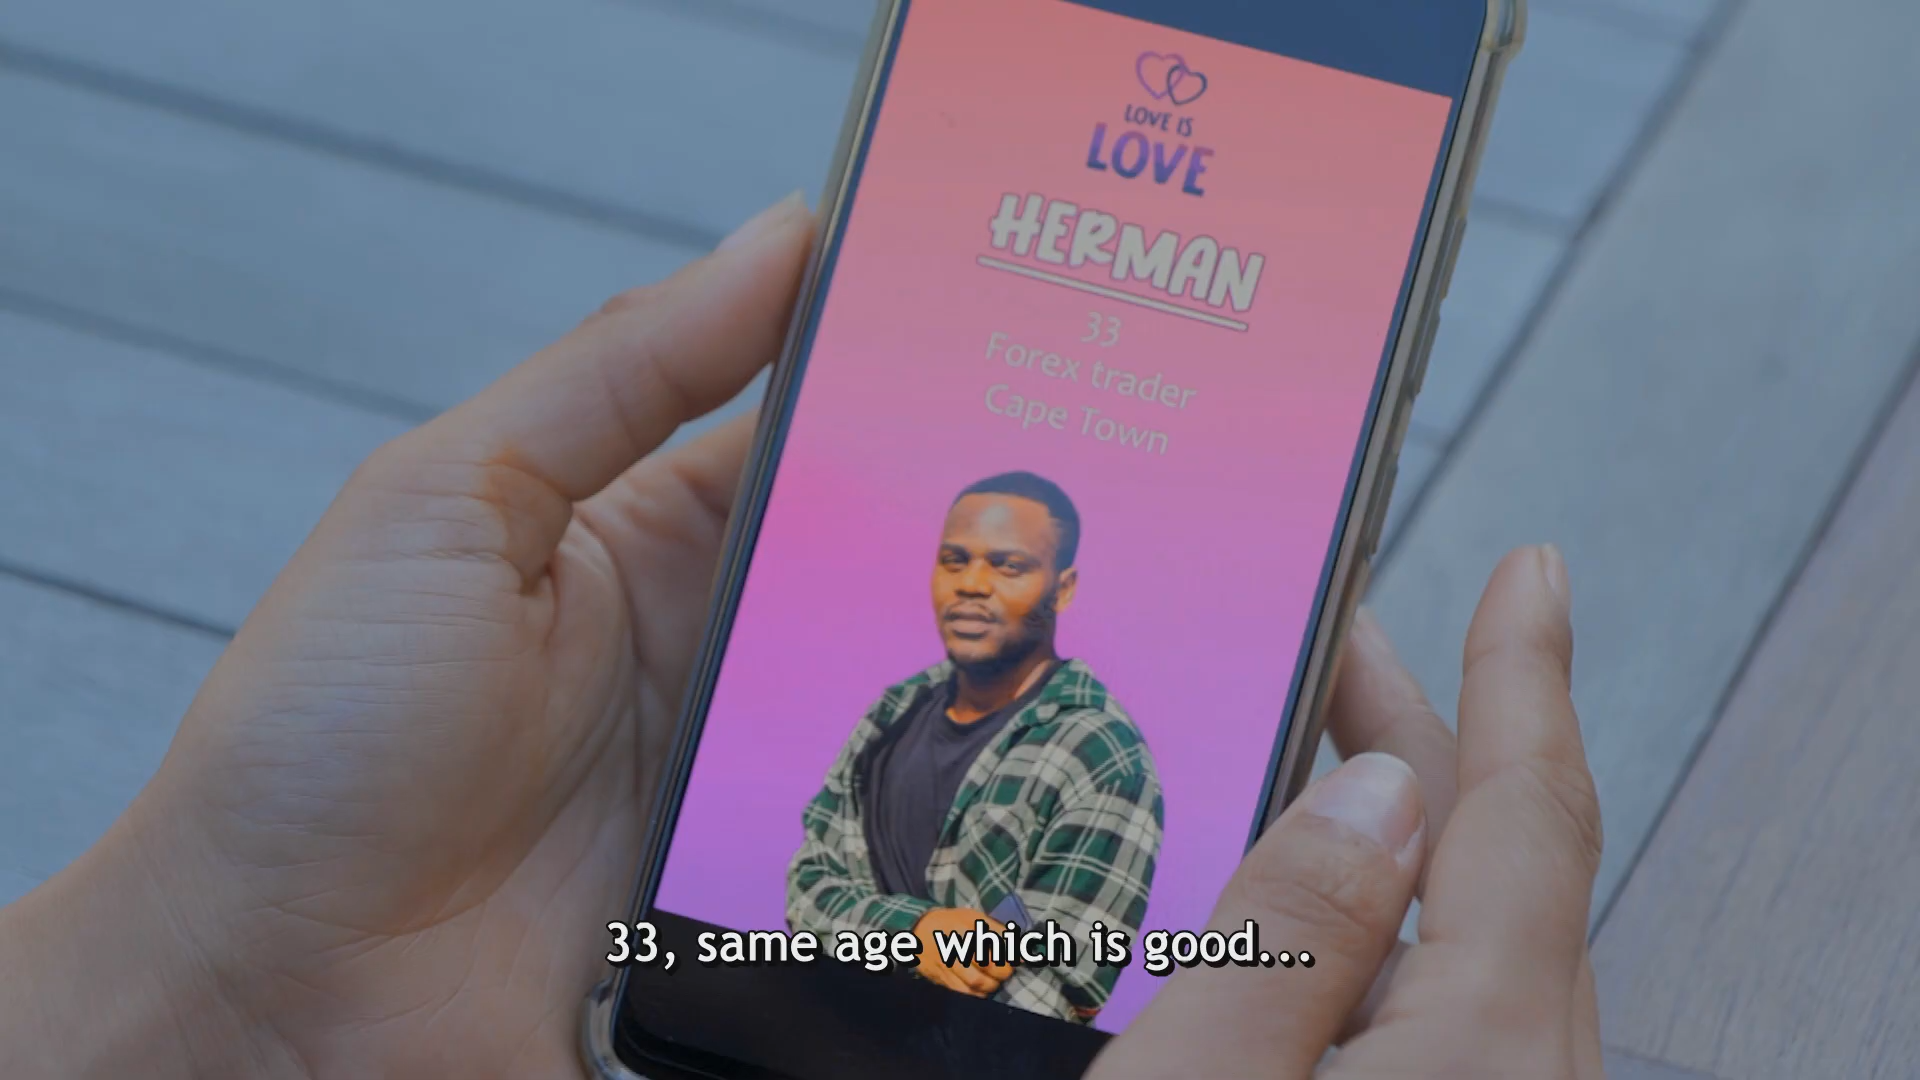 LOVE IS
LOVE
HERMAN
33
Forex trader
Cape Town
33, same age which is good...